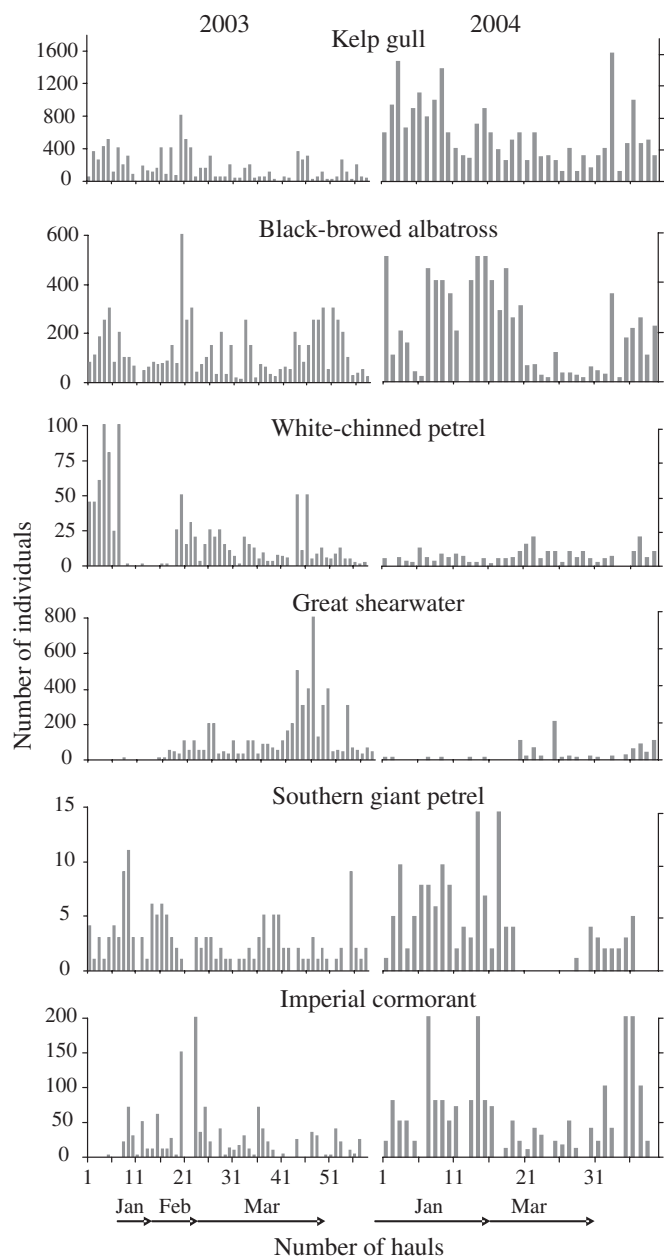 2003 2004
Kelp gull
1600
1200
800
400
0
Black-browed albatross
600
400
200
0
White-chinned petrel
100
75
50
25
0
Great shearwater
800
600
400
200
0
Southern giant petrel
15
10
5
0
Imperial cormorant
200
150
100
50
0
Number of individuals
1 11 21 31 41 51 1 11 21 31
Jan Feb Mar Jan Mar
Number of hauls